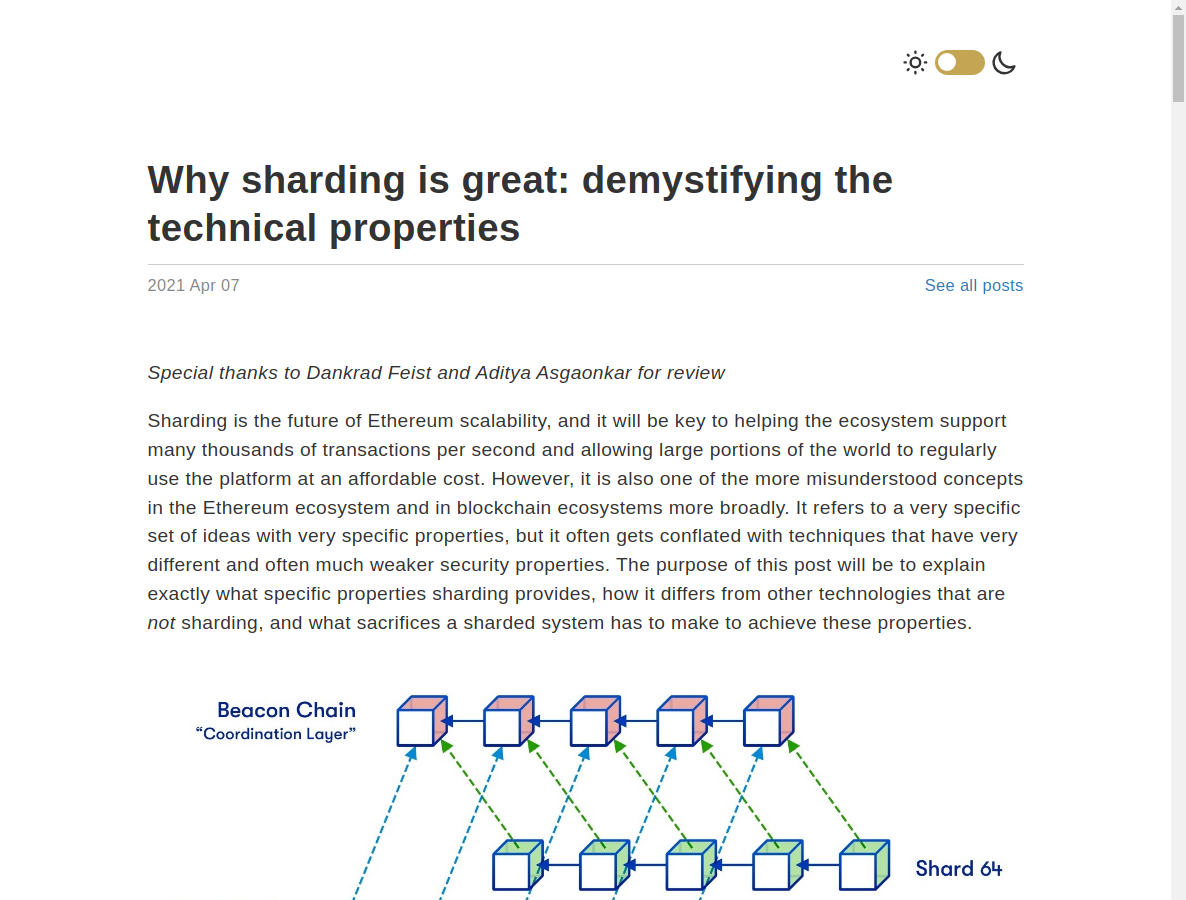 Why sharding is great: demystifying the
technical properties
2021 Apr 07
See all posts
Special thanks to Dankrad Feist and Aditya Asgaonkar for review
Sharding is the future of Ethereum scalability, and it will be key to helping the ecosystem support
many thousands of transactions per second and allowing large portions of the world to regularly
use the platform at an affordable cost. However, it is also one of the more misunderstood concepts
in the Ethereum ecosystem and in blockchain ecosystems more broadly. It refers to a very specific
set of ideas with very specific properties, but it often gets conflated with techniques that have very
different and often much weaker security properties. The purpose of this post will be to explain
exactly what specific properties sharding provides, how it differs from other technologies that are
not sharding, and what sacrifices a sharded system has to make to achieve these properties.
Beacon Chain
“Coordination Layer”
Shard 64